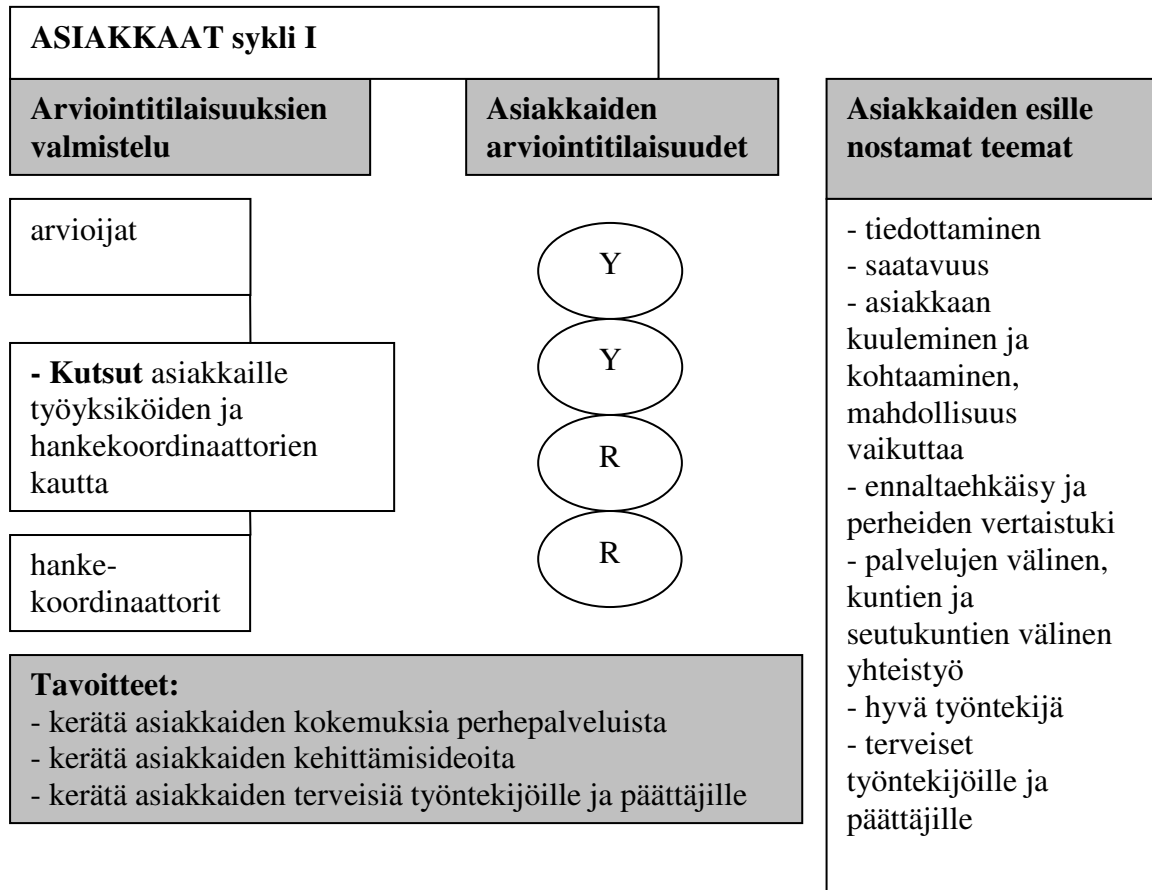 ASIAKKAAT sykli I
Arviointitilaisuuksien
valmistelu
arvioijat
- Kutsut asiakkaille
työyksiköiden ja
hankekoordinaattorien
kautta
hanke-
koordinaattorit
Asiakkaiden
arviointitilaisuudet
Y
Y
R
R
Tavoitteet:
- kerätä asiakkaiden kokemuksia perhepalveluista
- kerätä asiakkaiden kehittämisideoita
- kerätä asiakkaiden terveisiä työntekijöille ja päättäjille
Asiakkaiden esille
nostamat teemat
- tiedottaminen
- saatavuus
- asiakkaan
kuuleminen ja
kohtaaminen,
mahdollisuus
vaikuttaa
- ennaltaehkäisy ja
perheiden vertaistuki
- palvelujen välinen,
kuntien ja
seutukuntien välinen
yhteistyö
- hyvä työntekijä
- terveiset
työntekijöille ja
päättäjille